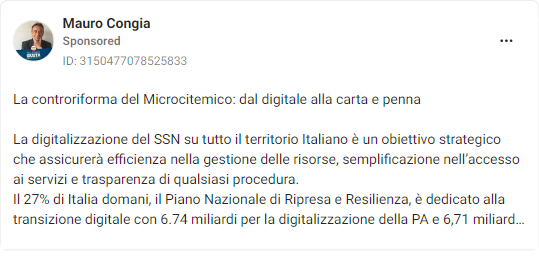 Mauro Congia
Sponsored
ID: 3150477078525833
La controriforma del Microcitemico: dal digitale alla carta e penna
La digitalizzazione del SSN su tutto il territorio Italiano è un obiettivo strategico
che assicurerà efficienza nella gestione delle risorse, semplificazione nell'accesso
ai servizi e trasparenza di qualsiasi procedura.
Il 27% di Italia domani, il Piano Nazionale di Ripresa e Resilienza, è dedicato alla
transizione digitale con 6.74 miliardi per la digitalizzazione della PA e 6,71 miliard...